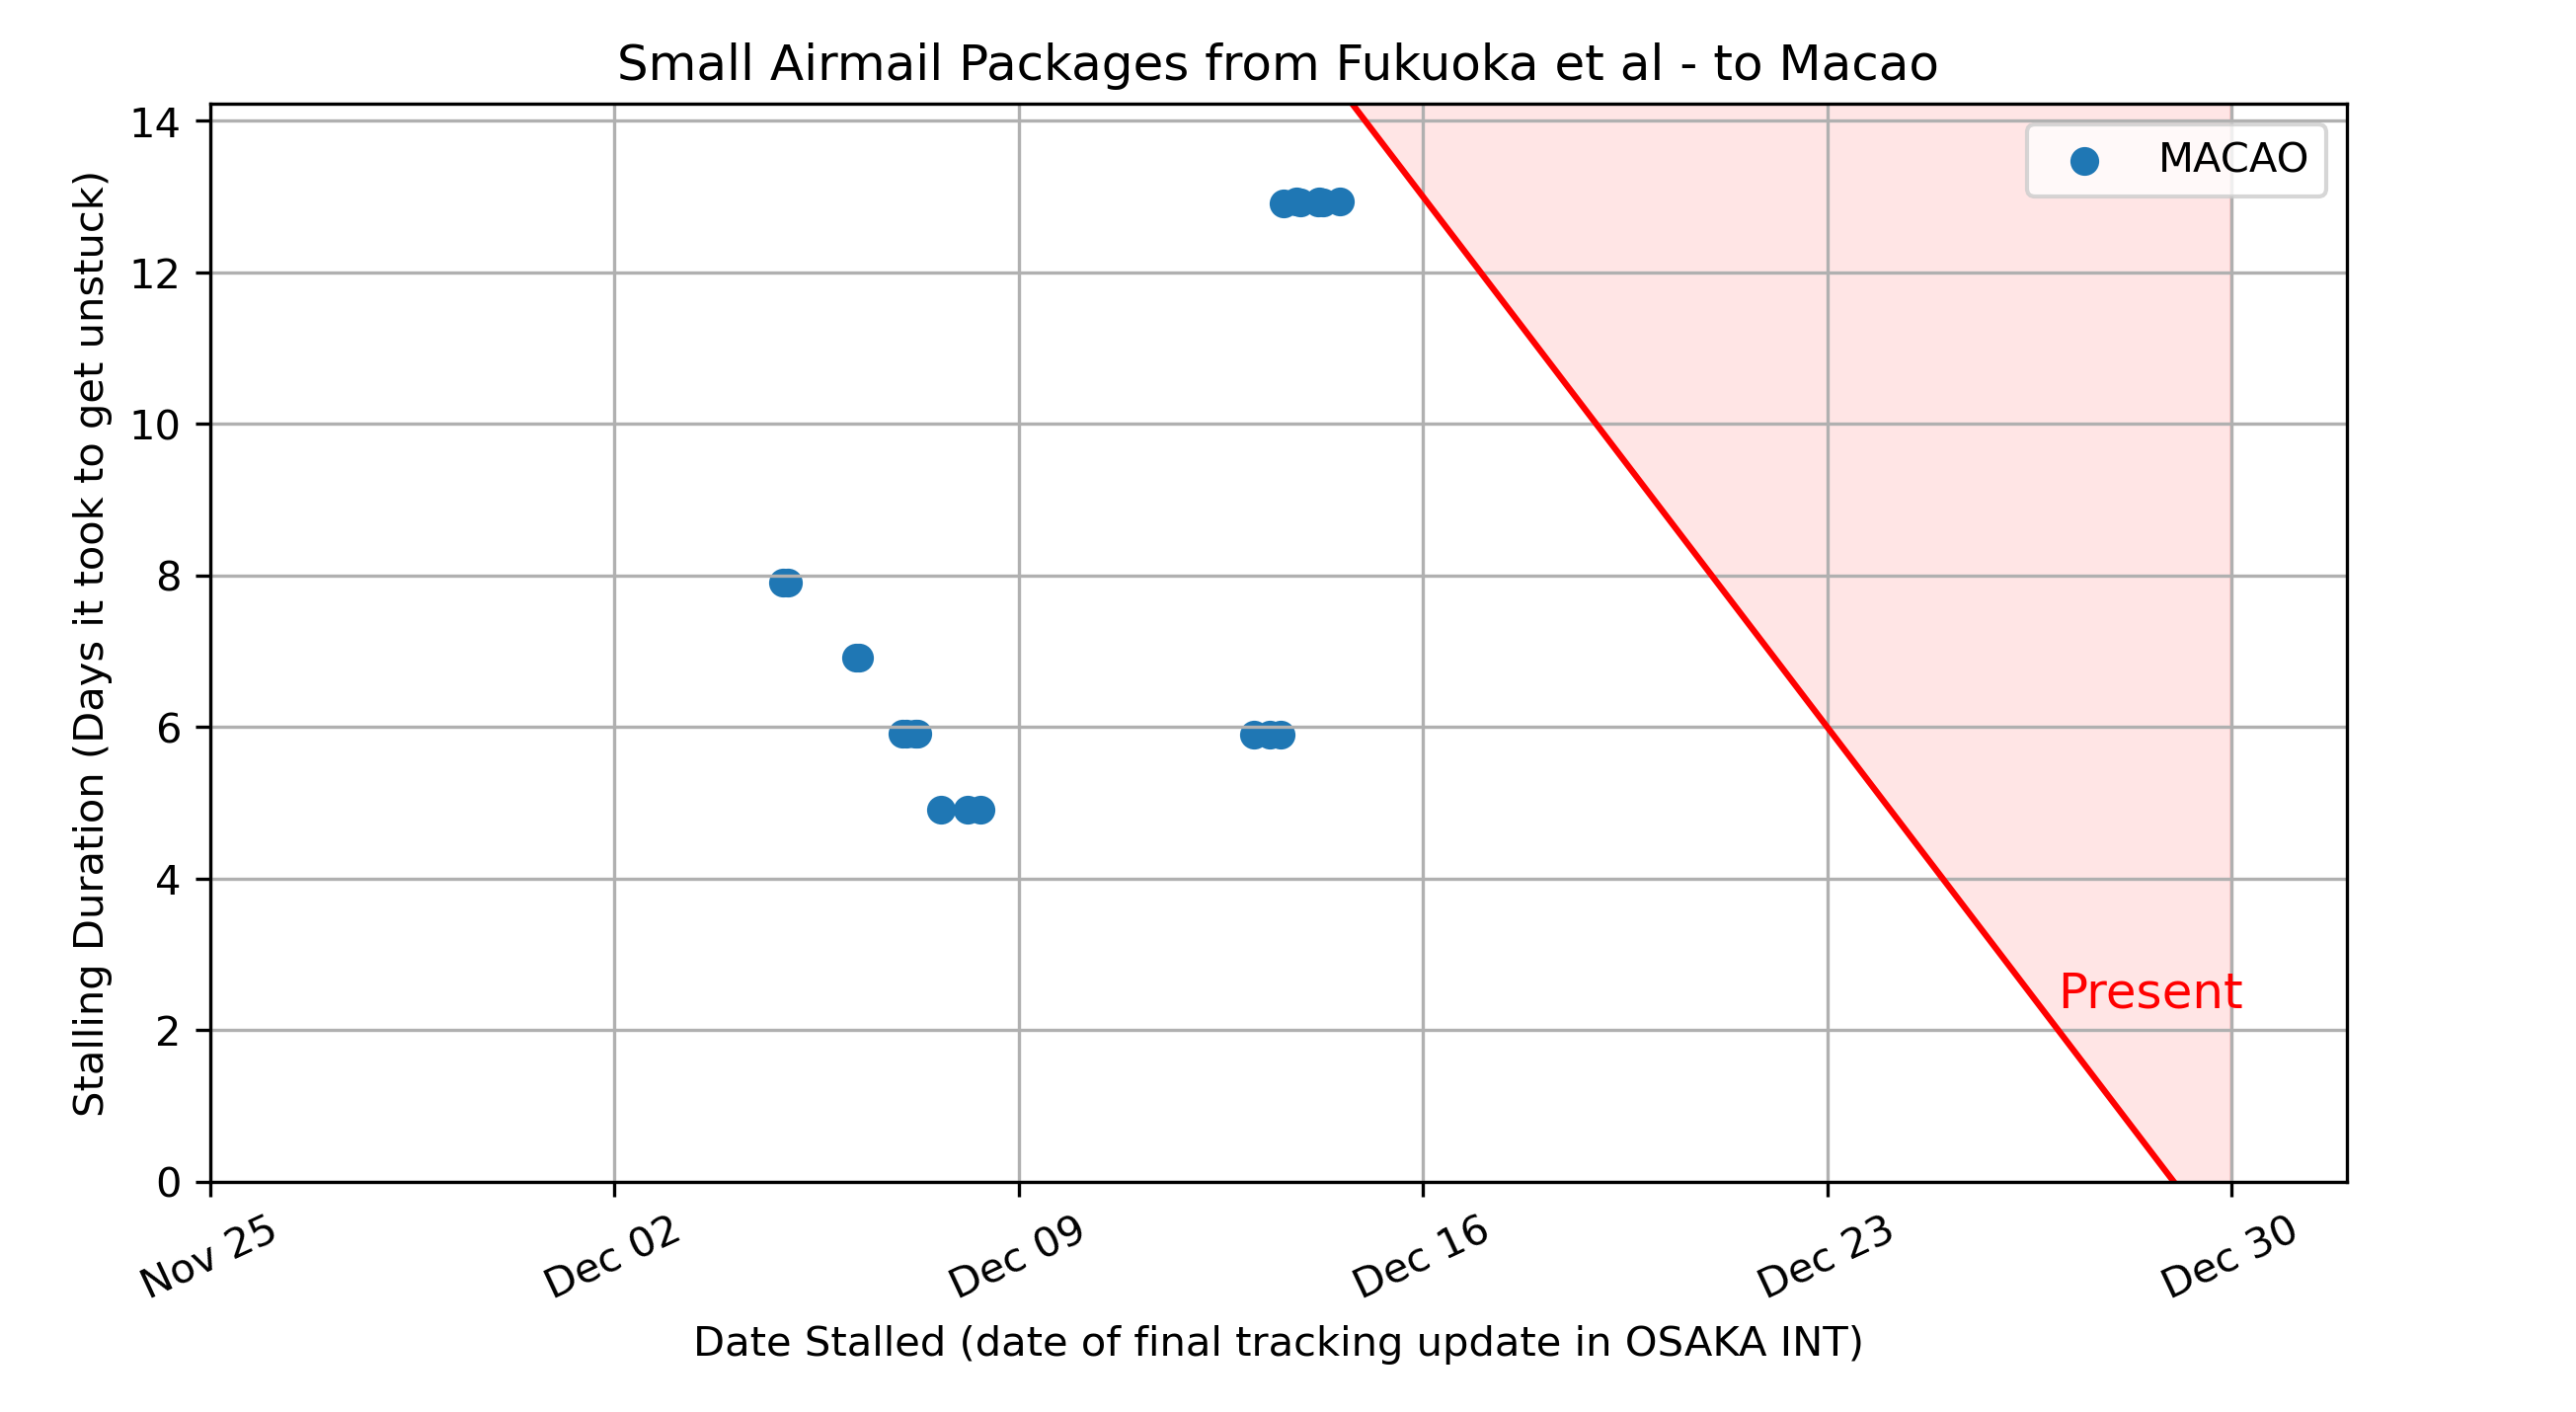 Small Airmail Packages from Fukuoka et al - to Macao
MACAO
Stalling Duration (Days it took to get unstuck)
14
12
10
8
6
4
2
0
Present
Nov 25
Dec 02
Dec 09
Dec 16
Dec 23
Dec 30
Date Stalled (date of final tracking update in OSAKA INT)